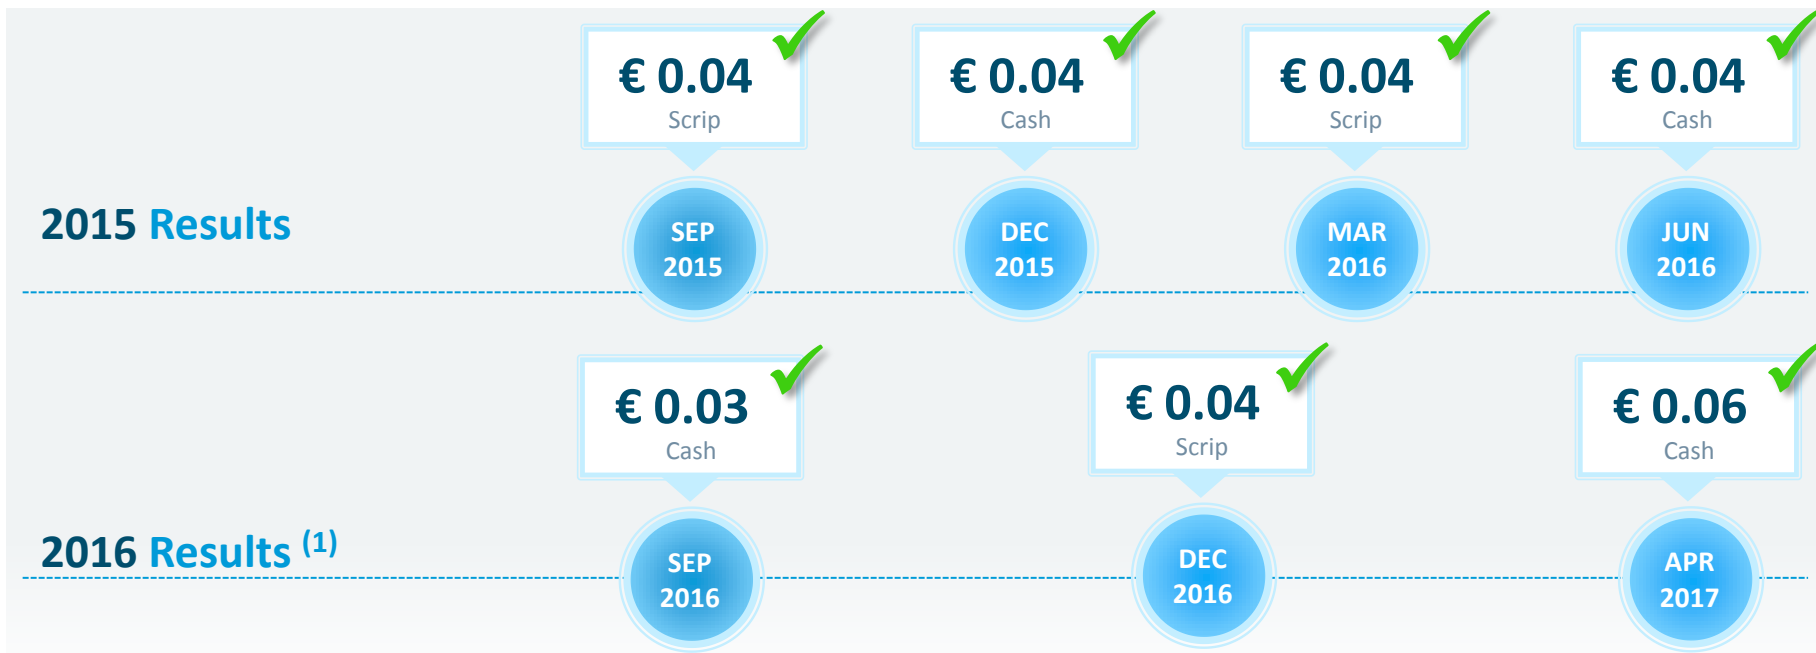 € 0.04
Scrip
€ 0.04
Cash
€ 0.04
Scrip
€ 0.04
Cash
2015 Results
SEP
2015
DEC
2015
MAR
2016
JUN
2016
€ 0.03
Cash
€ 0.04
Scrip
€ 0.06
Cash
2016 Results (1)
SEP
2016
DEC
2016
APR
2017